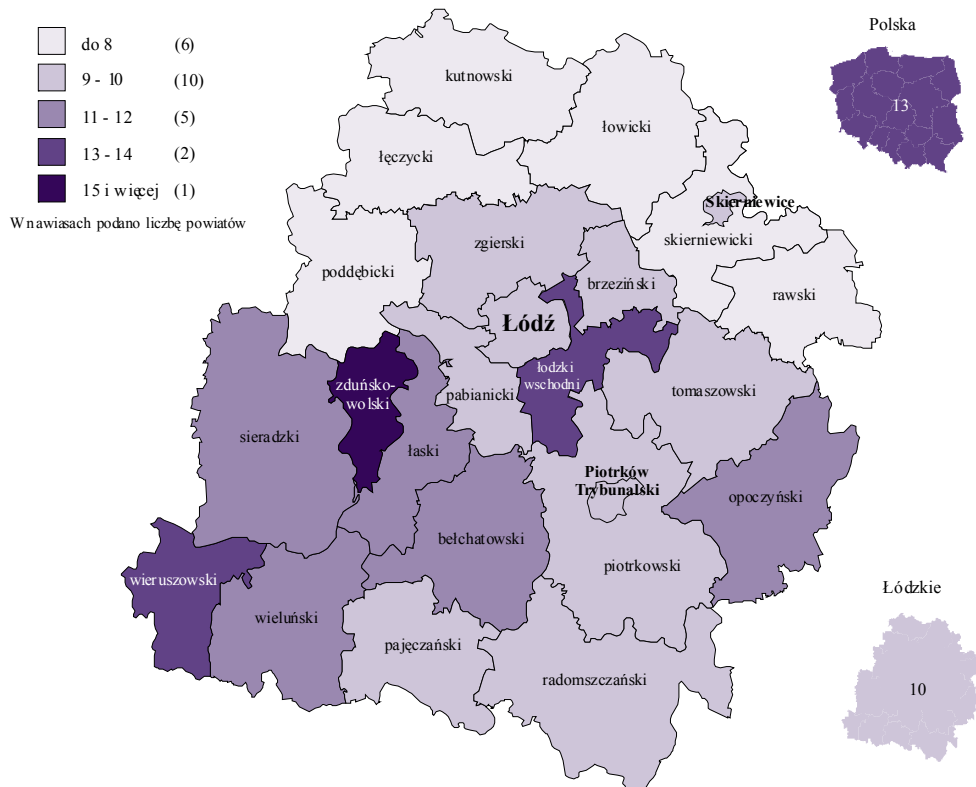 do 8 (6)
9 - 10 (10)
11 - 12 (5)
13 - 14 (2)
15 i więcej (1)
W nawiasach podano liczbę powiatów
Polska
13
kutnowski
łowicki
łęczycki
Skierniewice
skierniewicki
zgierski
poddębicki
brzeziński
rawski
Łódź
łodzki
wschodni
zduńsko-
wolski
pabianicki
tomaszowski
sieradzki
łaski
Piotrków
Trybunalski
opoczyński
bełchatowski
piotrkowski
wieruszowski
wieluński
pajęczański
radomszczański
Łódzkie
10